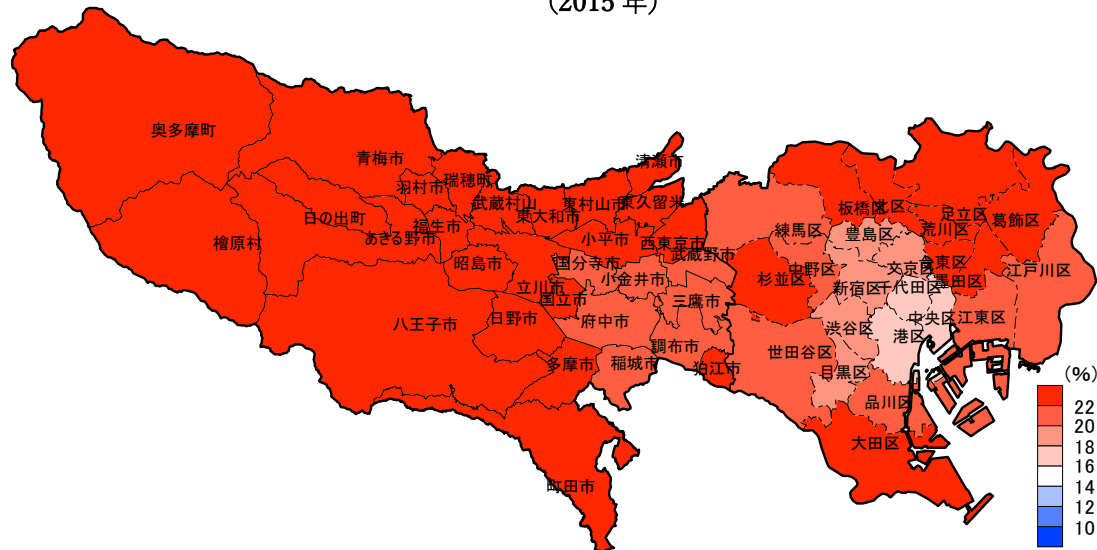 (2015 年)
奥多摩町
青梅市
清瀬市
羽村市
瑞穂町
武蔵村山
東村山市
東久留米
東大和市
日の出町
福生市
あきる野市
小平市
西東京市
檜原村
武蔵野市
昭島市
国分寺市
小金井市
立川市
国立市
三鷹市
八王子市
日野市
府中市
調布市
多摩市
稲城市
狛江市
町田市
板橋区
北区
足立区
葛飾区
練馬区
豊島区
荒川区
中野区
文京区
台東区
江戸川区
杉並区
新宿区
千代田区
墨田区
渋谷区
中央区
江東区
港区
世田谷区
目黒区
品川区
大田区
(%)
22
20
18
16
14
12
10